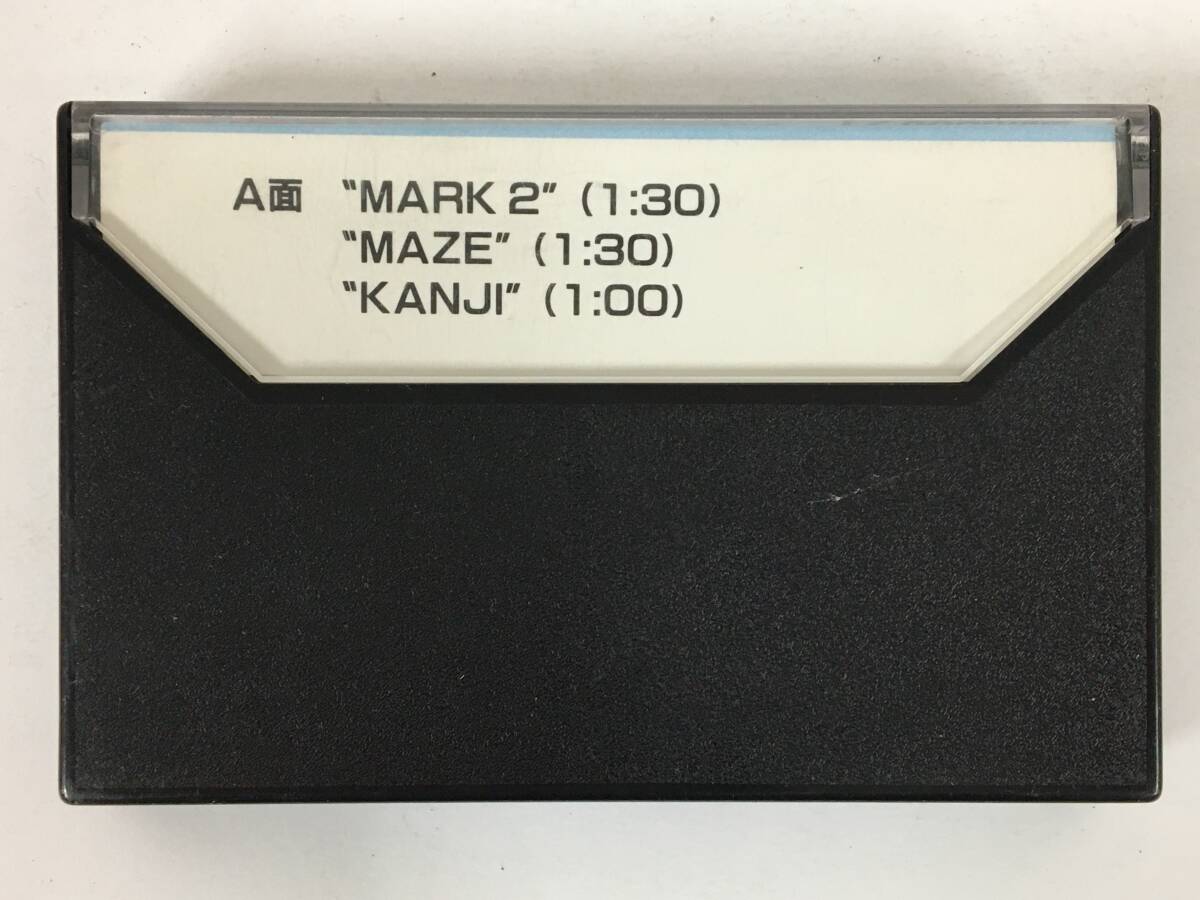 A面 "MARK 2" (1:30)
"MAZE" (1:30)
"KANJI" (1:00)